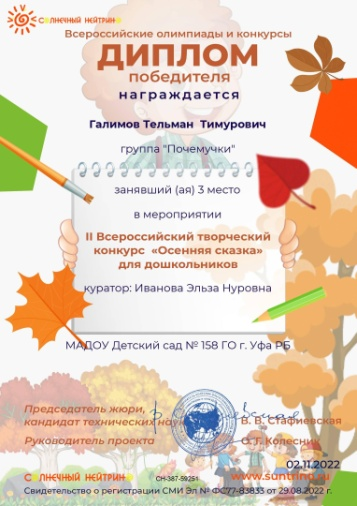 СОЛНЕЧНЫЙ НЕЙТРИНО
Всероссийские олимпиады и конкурсы
ДИПЛОМ
победителя
награждается
Галимов Тельман Тимурович
группа "Почемучки"
занявший (ая) 3 место
в мероприятии
II Всероссийский творческий
конкурс «Осенняя сказка»
для дошкольников
куратор: Иванова Эльза Нуровна
МАДОУ Детский сад № 158 ГО г. Уфа РБ
Председатель жюри,
кандидат технических наук
В. В. Стафиевская
Руководитель проекта
О. Г. Колесник
02.11.2022
СОЛНЕЧНЫЙ НЕЙТРИНО
СН-387-59251
www.suntrino.ru
Свидетельство о регистрации СМИ Эл № ФС77-83833 от 29.08.2022 г.